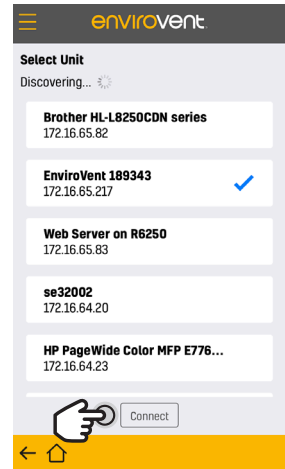 envirovent
Select Unit
Discovering...
Brother HL-L8250CDN series
172.16.65.82
EnviroVent 189343
172.16.65.217
Web Server on R6250
172.16.65.83
se32002
172.16.64.20
HP PageWide Color MFP E776...
172.16.64.23
Connect